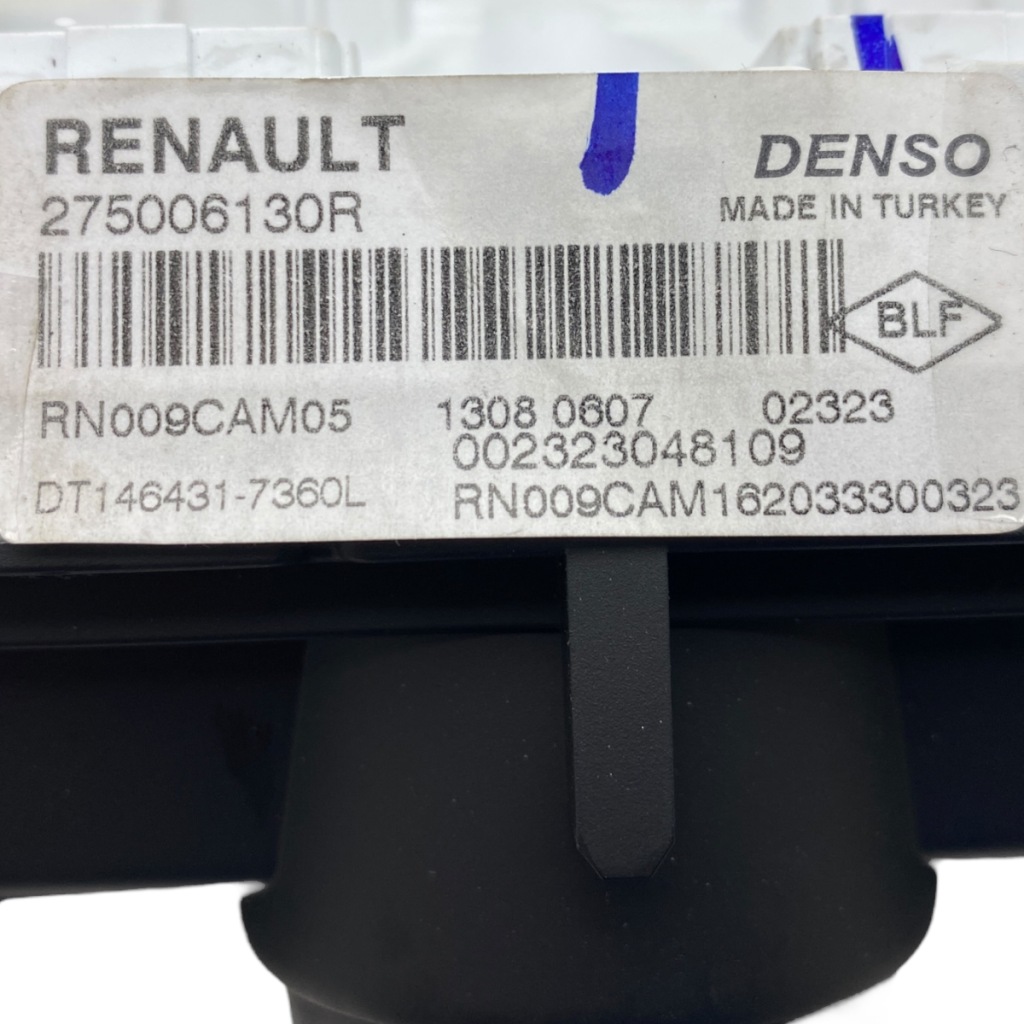 RENAULT
DENSO
275006130R
MADE IN TURKEY
BLF
RN009CAM05 1308 0607 02323
002323048109
DT146431-7360L RN009CAM162033300323